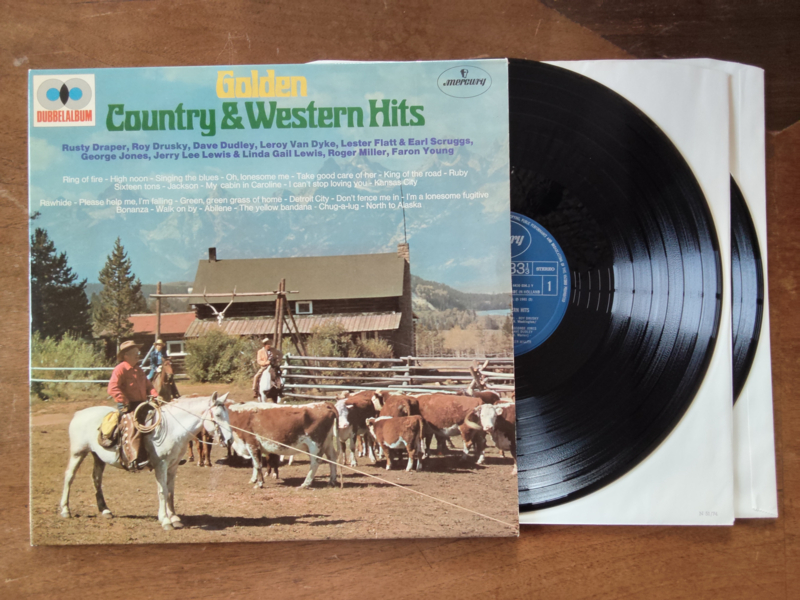 DUBBELALBUM
Golden
Country & Western Hits
mercury
Rusty Draper, Roy Drusky, Dave Dudley, Leroy Van Dyke, Lester Flatt & Earl Scruggs,
George Jones, Jerry Lee Lewis & Linda Gail Lewis, Roger Miller, Faron Young
Ring of fire - High noon - Singing the blues - Oh, lonesome me - Take good care of her - King of the road - Ruby
Sixteen tons - Jackson - My cabin in Caroline - I can't stop loving you - Kansas City
Rawhide - Please help me, I'm falling - Green, green grass of home - Detroit City - Don't fence me in - I'm a lonesome fugitive
Bonanza - Walk on by - Abilene - The yellow bandana - Chug-a-lug - North to Alaska
33 1/3
STEREO
1